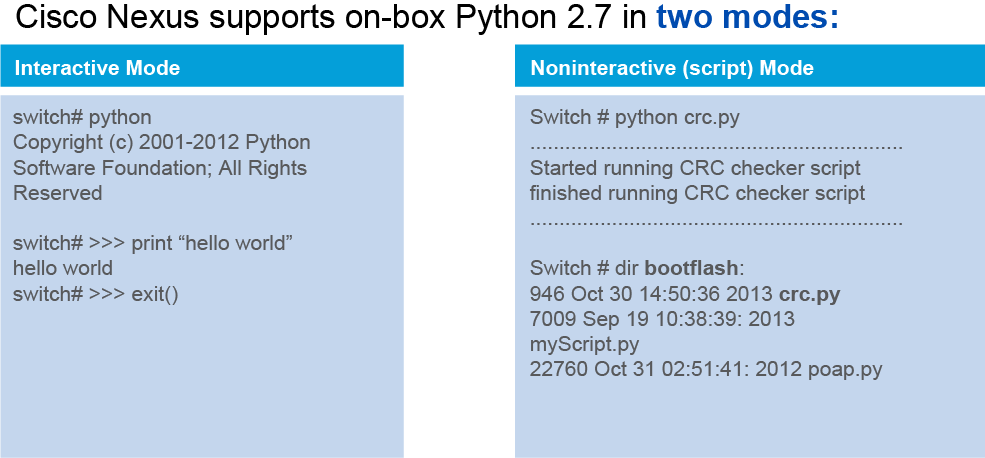 Cisco Nexus supports on-box Python 2.7 in two modes:
Interactive Mode
switch# python
Copyright (c) 2001-2012 Python
Software Foundation; All Rights
Reserved
switch# >>> print “hello world”
hello world
switch# >>> exit()
Noninteractive (script) Mode
Switch # python crc.py
................................................................
Started running CRC checker script
finished running CRC checker script
................................................................
Switch # dir bootflash:
946 Oct 30 14:50:36 2013 crc.py
7009 Sep 19 10:38:39: 2013
myScript.py
22760 Oct 31 02:51:41: 2012 poap.py